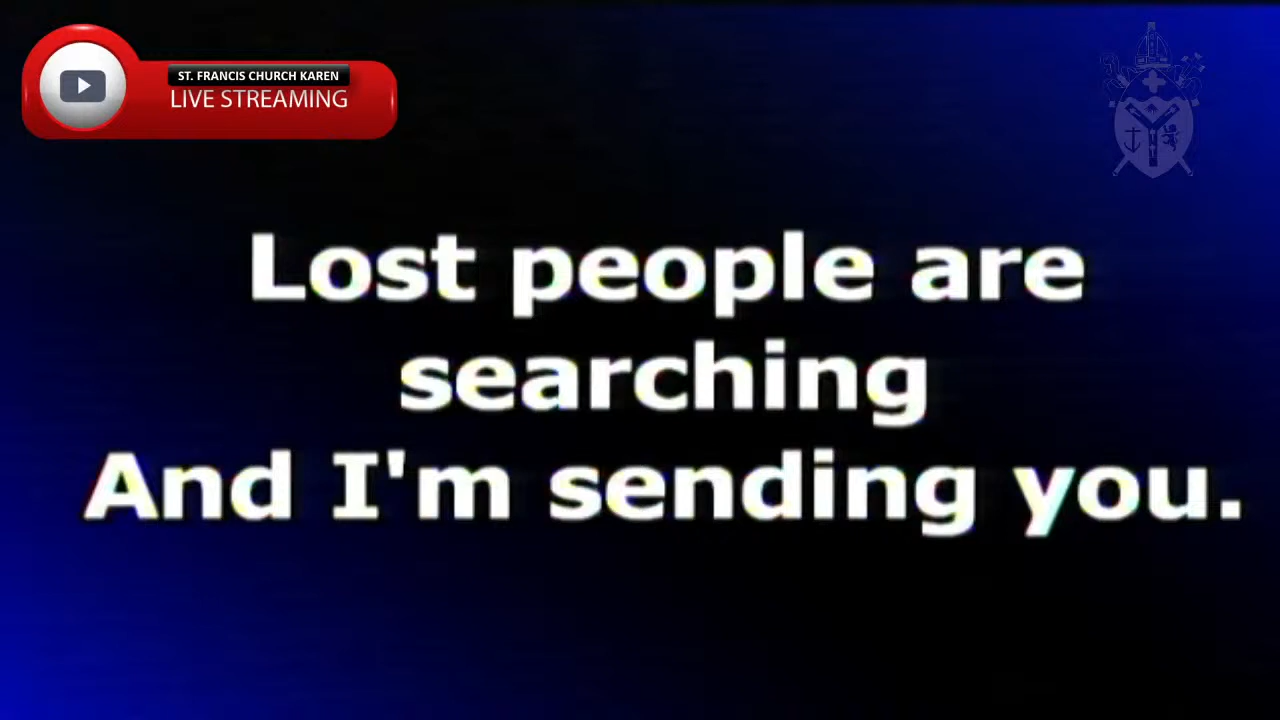 ST. FRANCIS CHURCH KAREN
LIVE STREAMING
Lost people are
searching
And I'm sending you.